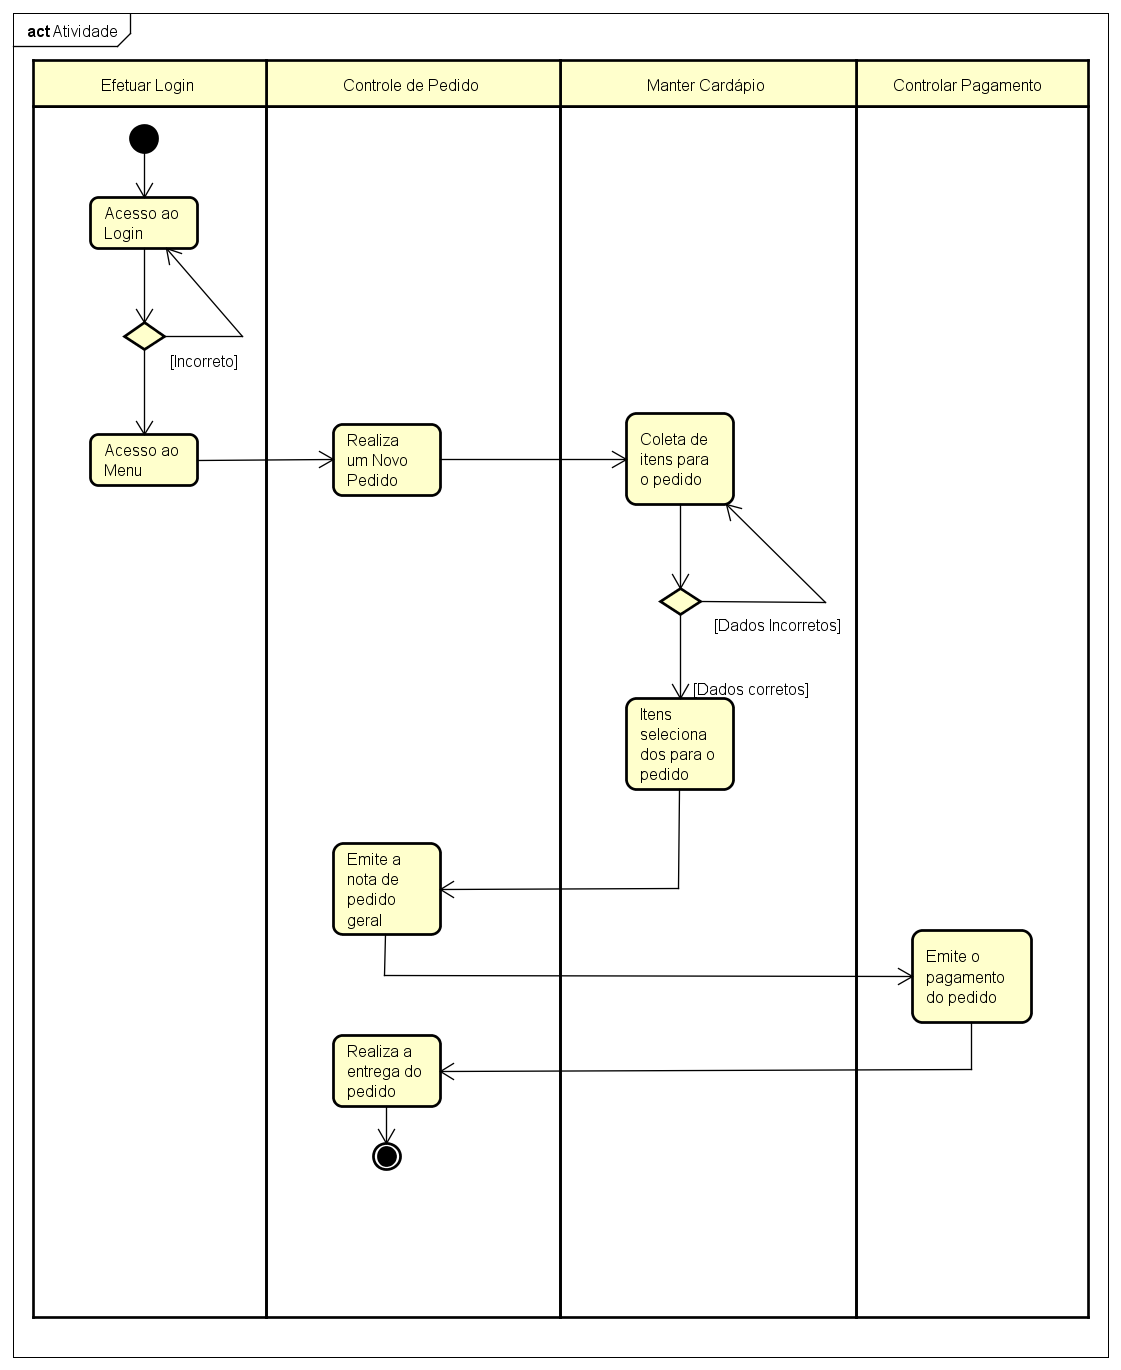 act Atividade
Efetuar Login
Controle de Pedido
Manter Cardápio
Controlar Pagamento
Acesso ao
Login
[Incorreto]
Acesso ao
Menu
Realiza
um Novo
Pedido
Coleta de
itens para
o pedido
[Dados Incorretos]
[Dados corretos]
Itens
seleciona
dos para o
pedido
Emite a
nota de
pedido
geral
Emite o
pagamento
do pedido
Realiza a
entrega do
pedido